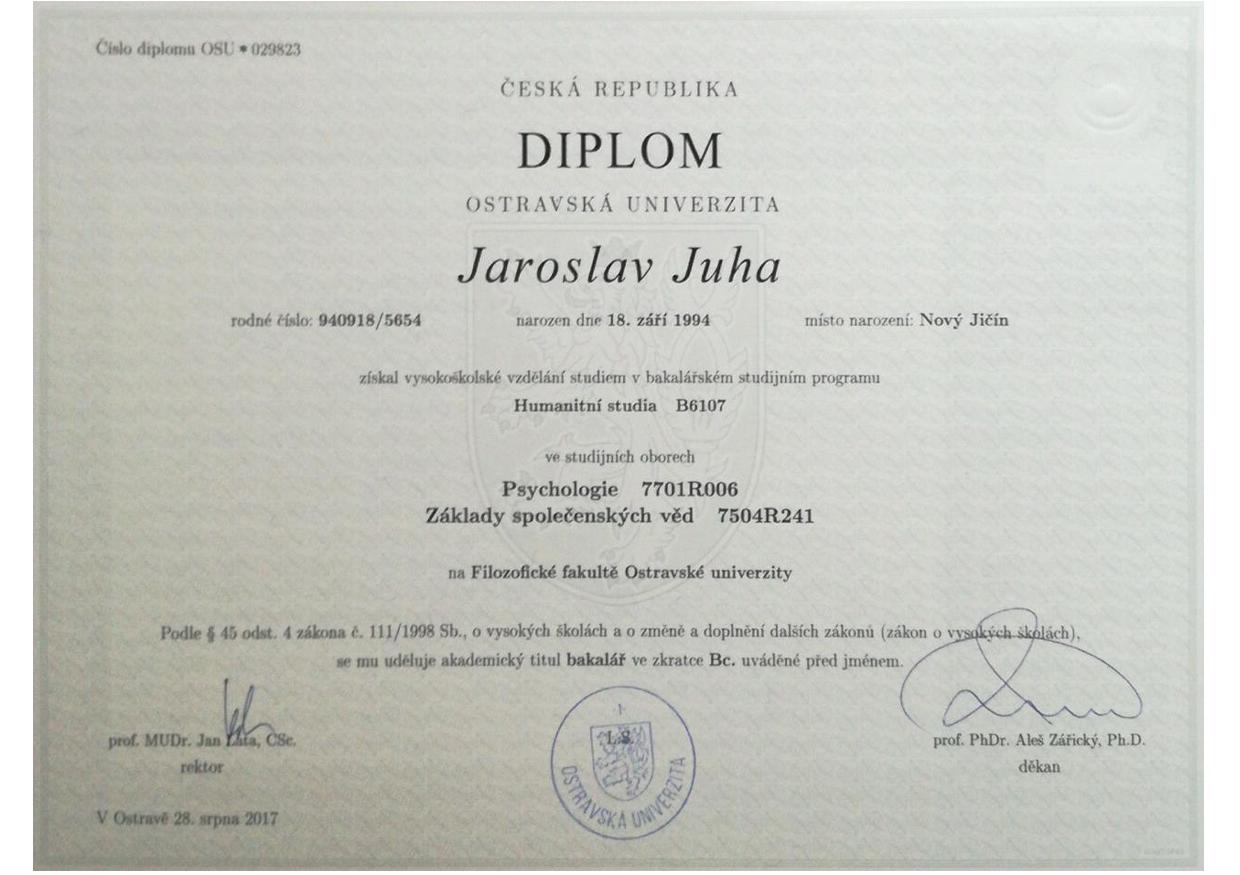 Číslo diplomu OSU * 029823
ČESKÁ REPUBLIKA
DIPLOM
OSTRAVSKÁ UNIVERZITA
Jaroslav Juha
rodné číslo: 940918/5654 narozen dne 18. září 1994 místo narození: Nový Jičín
získal vysokoškolské vzdělání studiem v bakalářském studijním programu
Humanitní studia B6107
ve studijních oborech
Psychologie 7701R006
Základy společenských věd 7504R241
na Filozofické fakultě Ostravské univerzity
Podle § 45 odst. 4 zákona č. 111/1998 Sb., o vysokých školách a o změně a doplnění dalších zákonů (zákon o vysokých školách),
se mu uděluje akademický titul bakalář ve zkratce Bc. uváděné před jménem.
prof. MUDr. Jan Lata, CSc.
rektor
L.S.
OSTRAVSKÁ UNIVERZITA
prof. PhDr. Aleš Zářický, Ph.D.
děkan
V Ostravě 28. srpna 2017